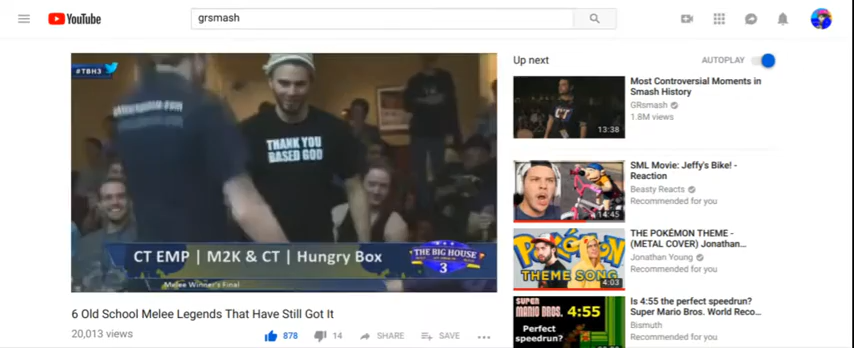 YouTube
grsmash
#TBH3
THANK YOU
BASED GOD
CT EMP | M2K & CT | Hungry Box
THE BIG HOUSE
3
Melee Winner's Final
6 Old School Melee Legends That Have Still Got It
20,013 views
878
14
SHARE
SAVE
Up next
AUTOPLAY
13:38
Most Controversial Moments in
Smash History
GRsmash
1.8M views
14:45
SML Movie: Jeffy's Bike! -
Reaction
Beasty Reacts
Recommended for you
POKÉMON
THEME SONG
4:03
THE POKÉMON THEME -
(METAL COVER) Jonathan...
Jonathan Young
Recommended for you
SUPER
MARIO BROS.
4:55
Perfect
speedrun?
Is 4:55 the perfect speedrun?
Super Mario Bros. World Reco...
Bismuth
Recommended for you